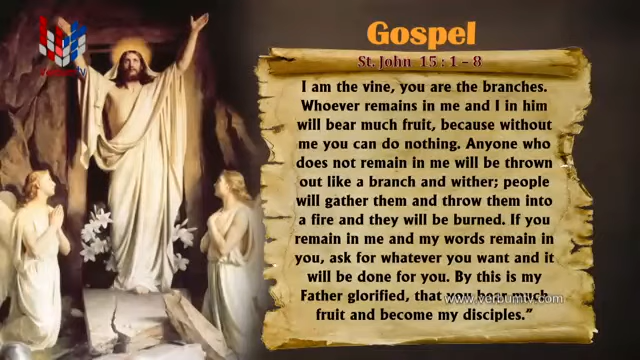 Gospel
St. John 15 : 1 - 8
I am the vine, you are the branches.
Whoever remains in me and I in him
will bear much fruit, because without
me you can do nothing. Anyone who
does not remain in me will be thrown
out like a branch and wither; people
will gather them and throw them into
a fire and they will be burned. If you
remain in me and my words remain in
you, ask for whatever you want and it
will be done for you. By this is my
Father glorified, that you bear much
www.verbumtv.com
fruit and become my disciples.”